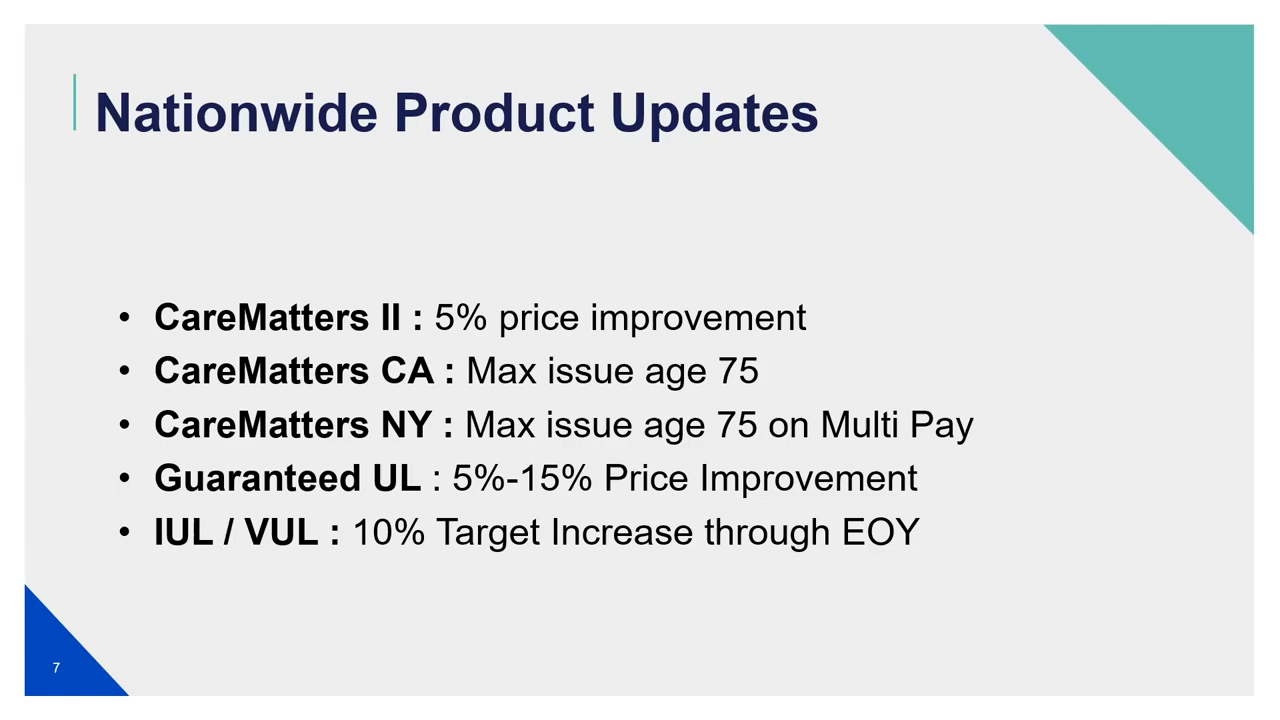 Nationwide Product Updates
• CareMatters II : 5% price improvement
• CareMatters CA : Max issue age 75
• CareMatters NY : Max issue age 75 on Multi Pay
• Guaranteed UL : 5%-15% Price Improvement
• IUL / VUL : 10% Target Increase through EOY
7